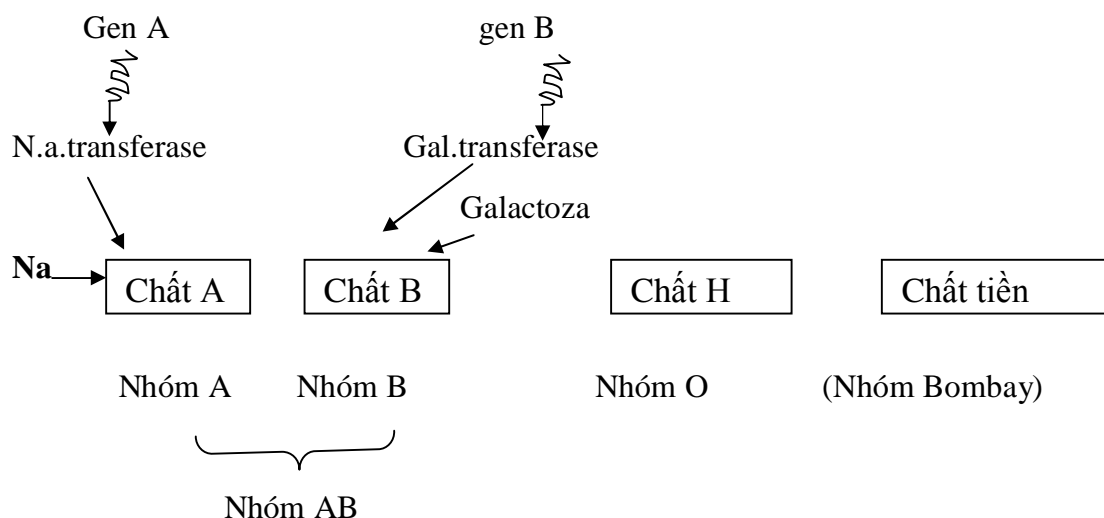 Gen A gen B
N.a.transferase Gal.transferase
Galactoza
Na
Chất A Chất B Chất H Chất tiền
Nhóm A Nhóm B Nhóm O (Nhóm Bombay)
Nhóm AB